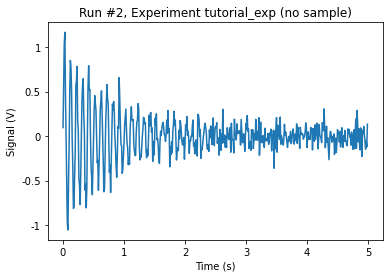 Run #2, Experiment tutorial_exp (no sample)
Signal (V)
1
0.5
0
-0.5
-1
0 1 2 3 4 5
Time (s)